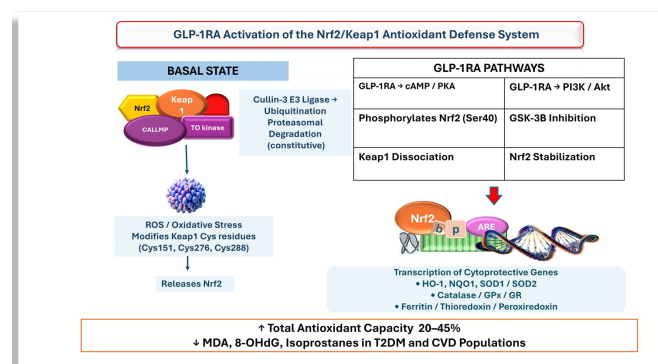 GLP-1RA Activation of the Nrf2/Keap1 Antioxidant Defense System
BASAL STATE
Nrf2
Keap
1
CALLMP
TO kinase
Cullin-3 E3 Ligase →
Ubiquitination
Proteasomal
Degradation
(constitutive)
ROS / Oxidative Stress
Modifies Keap1 Cys residues
(Cys151, Cys276, Cys288)
Releases Nrf2
GLP-1RA PATHWAYS
GLP-1RA → cAMP / PKA
GLP-1RA → PI3K / Akt
Phosphorylates Nrf2 (Ser40)
GSK-3B Inhibition
Keap1 Dissociation
Nrf2 Stabilization
Nrf2
b
p
ARE
Transcription of Cytoprotective Genes
• HO-1, NQO1, SOD1 / SOD2
• Catalase / GPx / GR
• Ferritin / Thioredoxin / Peroxiredoxin
↑ Total Antioxidant Capacity 20–45%
↓ MDA, 8-OHdG, Isoprostanes in T2DM and CVD Populations